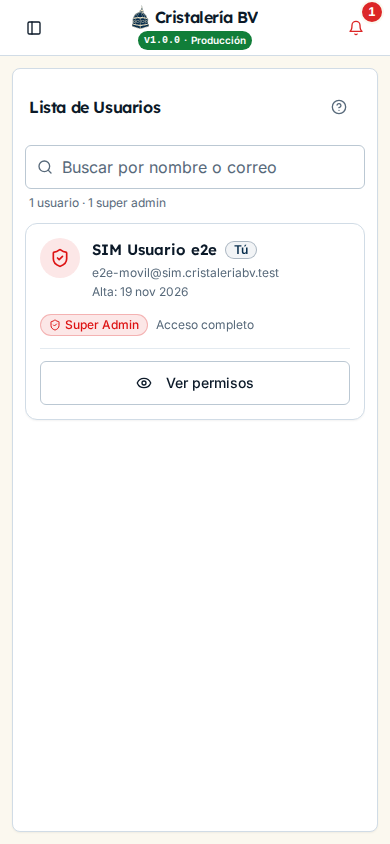 Cristalería BV
1
v1.0.0 · Producción
Lista de Usuarios
Buscar por nombre o correo
1 usuario · 1 super admin
SIM Usuario e2e Tú
e2e-movil@sim.cristaleriabv.test
Alta: 19 nov 2026
Super Admin Acceso completo
Ver permisos